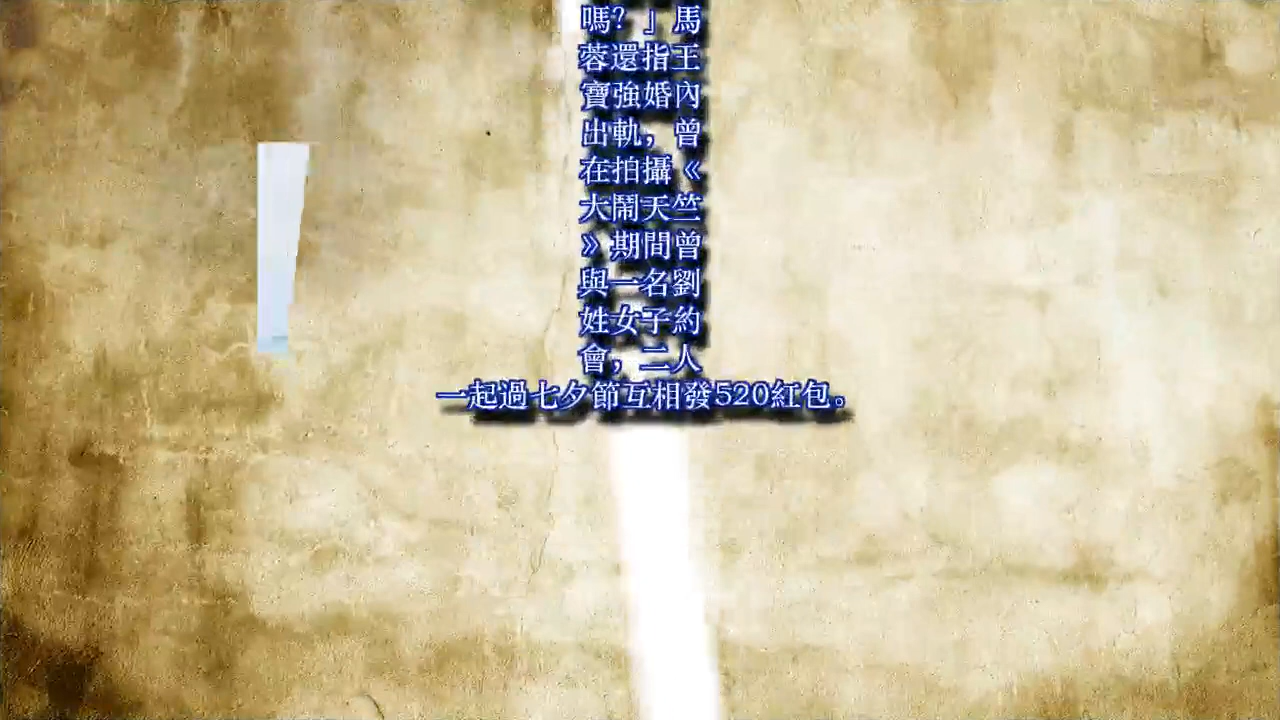 嗎？」馬
蓉還指王
寶強婚內
出軌，曾
在拍攝《
大鬧天竺
》期間曾
與一名劉
姓女子約
會，二人
一起過七夕節互相發520紅包。